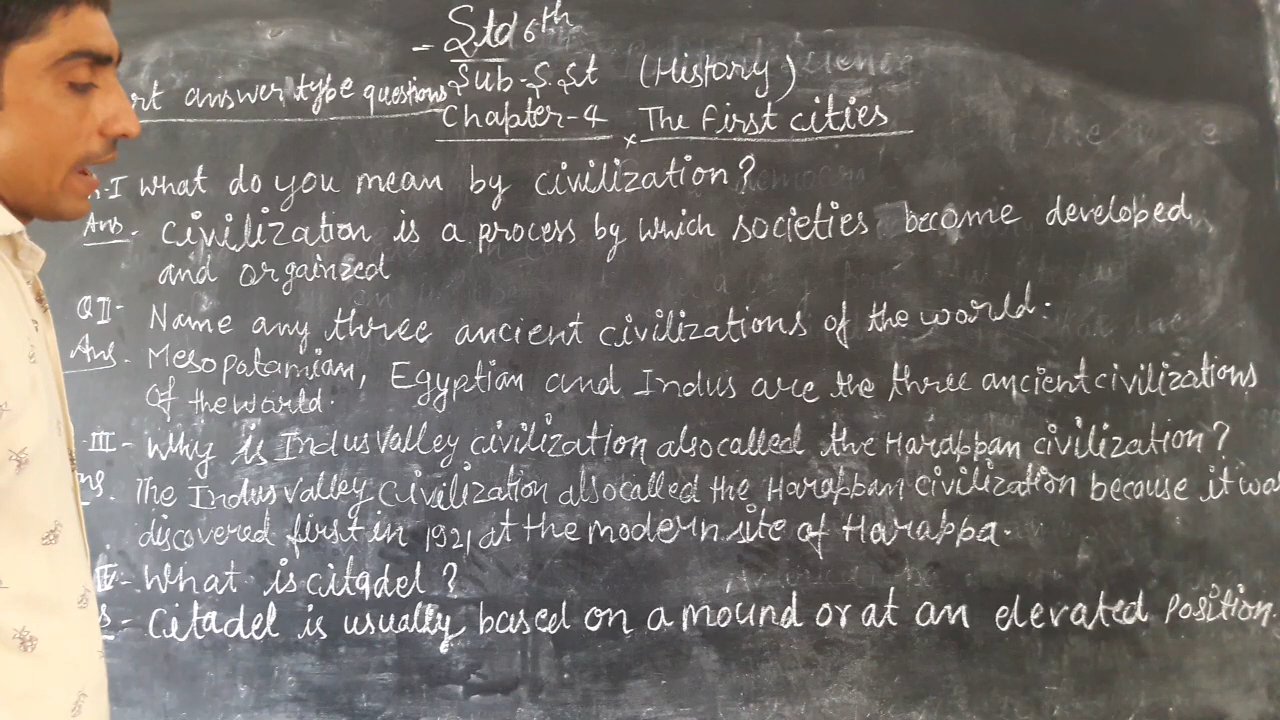 - Std 6th
Sub-S.St (History)
rt answer type questions
Chapter-4 x The first cities
-I what do you mean by civilization?
Ans. civilization is a process by which societies become developed
and orgainzed
Q II- Name any three ancient civilizations of the world.
Ans. Mesopotamian, Egyptian and Indus are the three ancient civilizations
of the world.
III- Why is Indus Valley civilization also called the Harappan civilization?
ns. The Indus Valley Civilization also called the Harappan civilization because it wa
discovered first in 1921 at the modern site of Harappa.
IV- What is citadel?
s- Citadel is usually based on a mound or at an elevated Position.